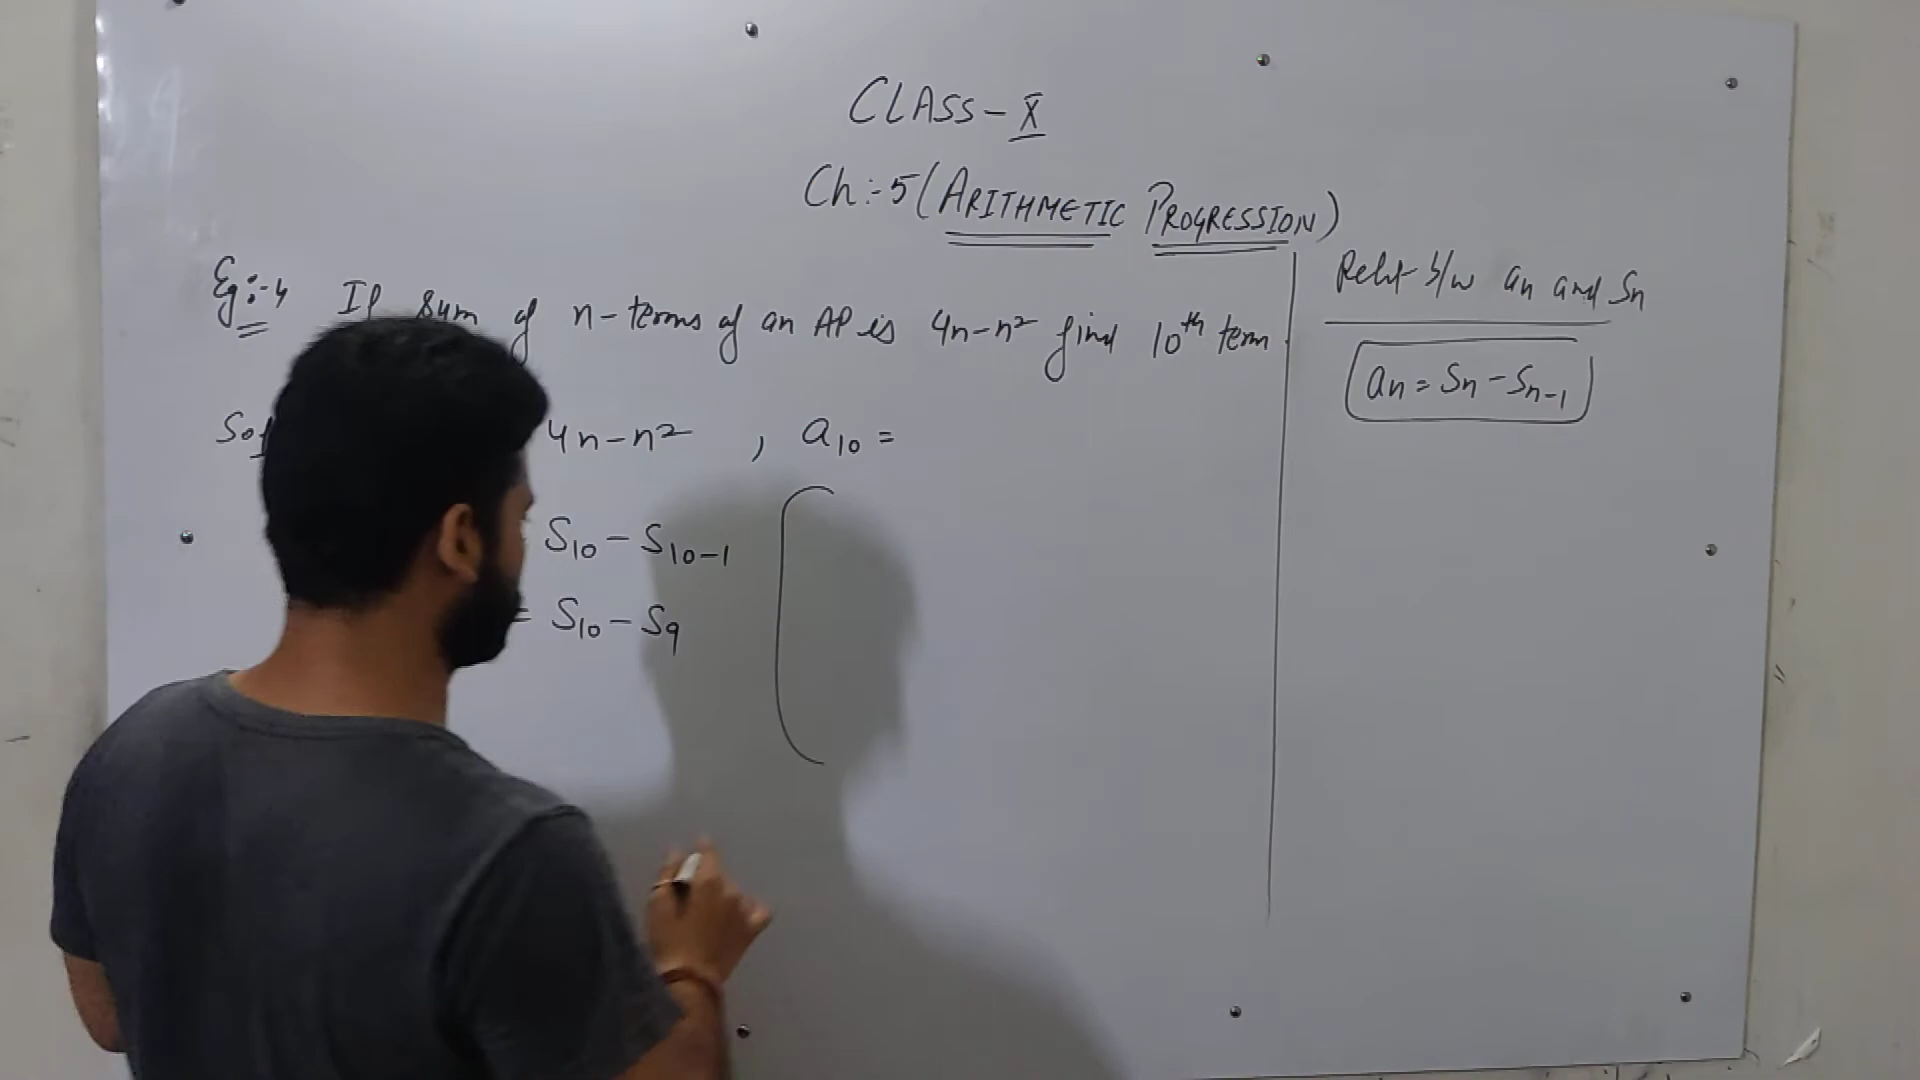 CLASS - X
Ch:- 5 (ARITHMETIC PROGRESSION)
Eg:-4 If sum of n-terms of an AP is 4n-n² find 10th term.
4n-n² , a₁₀ =
S₁₀ - S₁₀₋₁
= S₁₀ - S₉
Relat b/w an and Sn
an = Sn - Sn-1